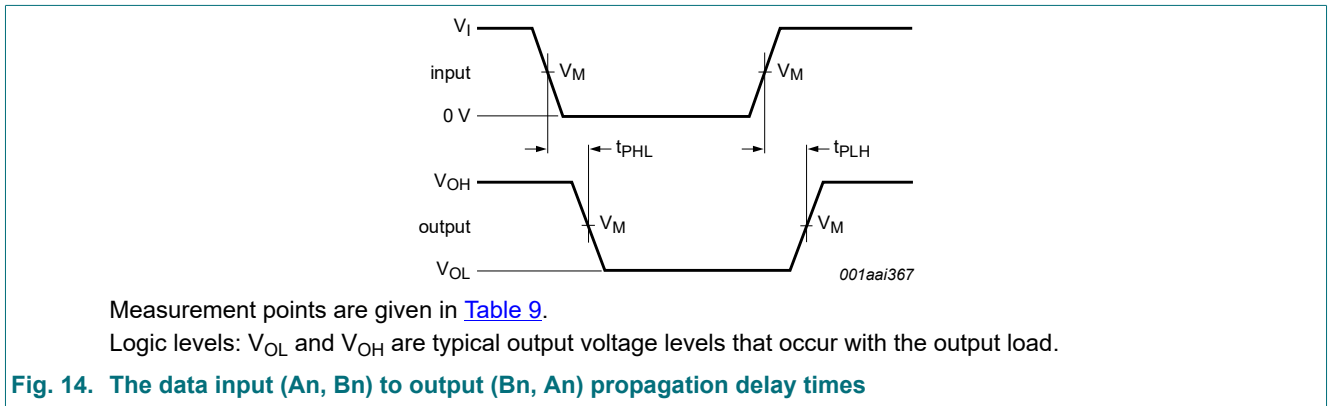 VI
input
VM
VM
0 V
tPHL
tPLH
VOH
output
VM
VM
VOL
001aai367
Measurement points are given in Table 9.
Logic levels: VOL and VOH are typical output voltage levels that occur with the output load.
Fig. 14. The data input (An, Bn) to output (Bn, An) propagation delay times